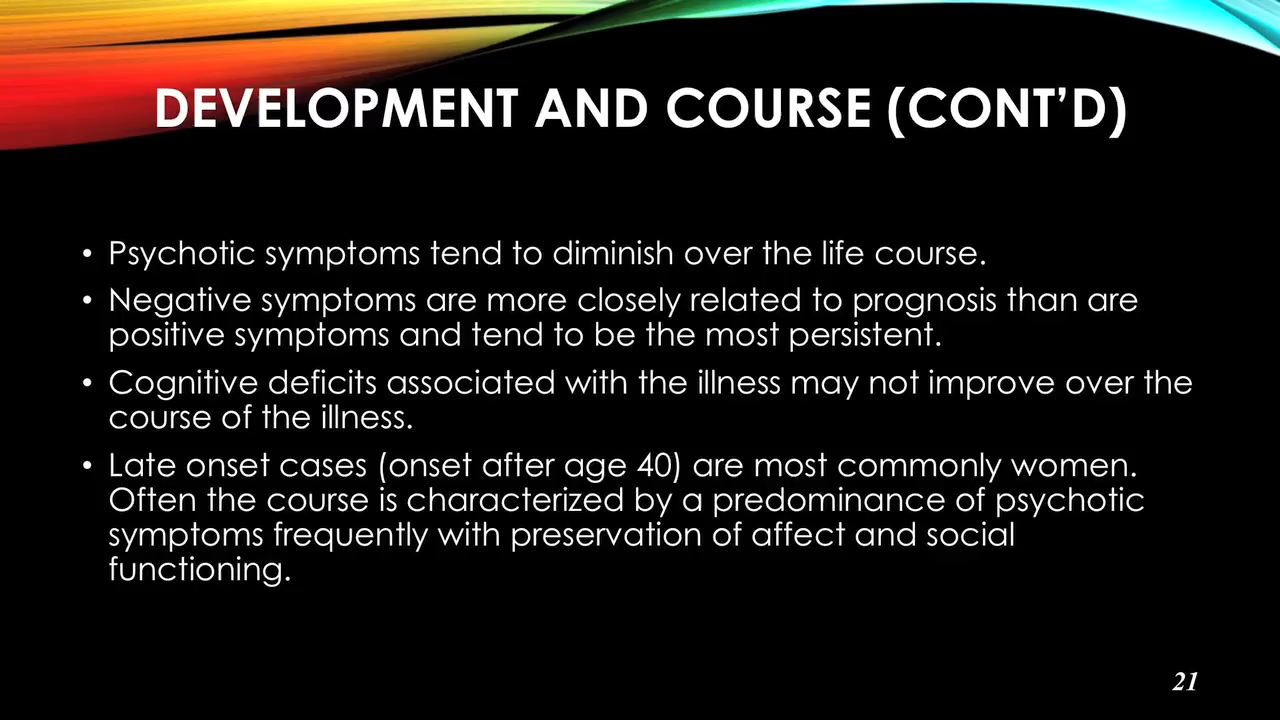 DEVELOPMENT AND COURSE (CONT’D)
• Psychotic symptoms tend to diminish over the life course.
• Negative symptoms are more closely related to prognosis than are
positive symptoms and tend to be the most persistent.
• Cognitive deficits associated with the illness may not improve over the
course of the illness.
• Late onset cases (onset after age 40) are most commonly women.
Often the course is characterized by a predominance of psychotic
symptoms frequently with preservation of affect and social
functioning.
21